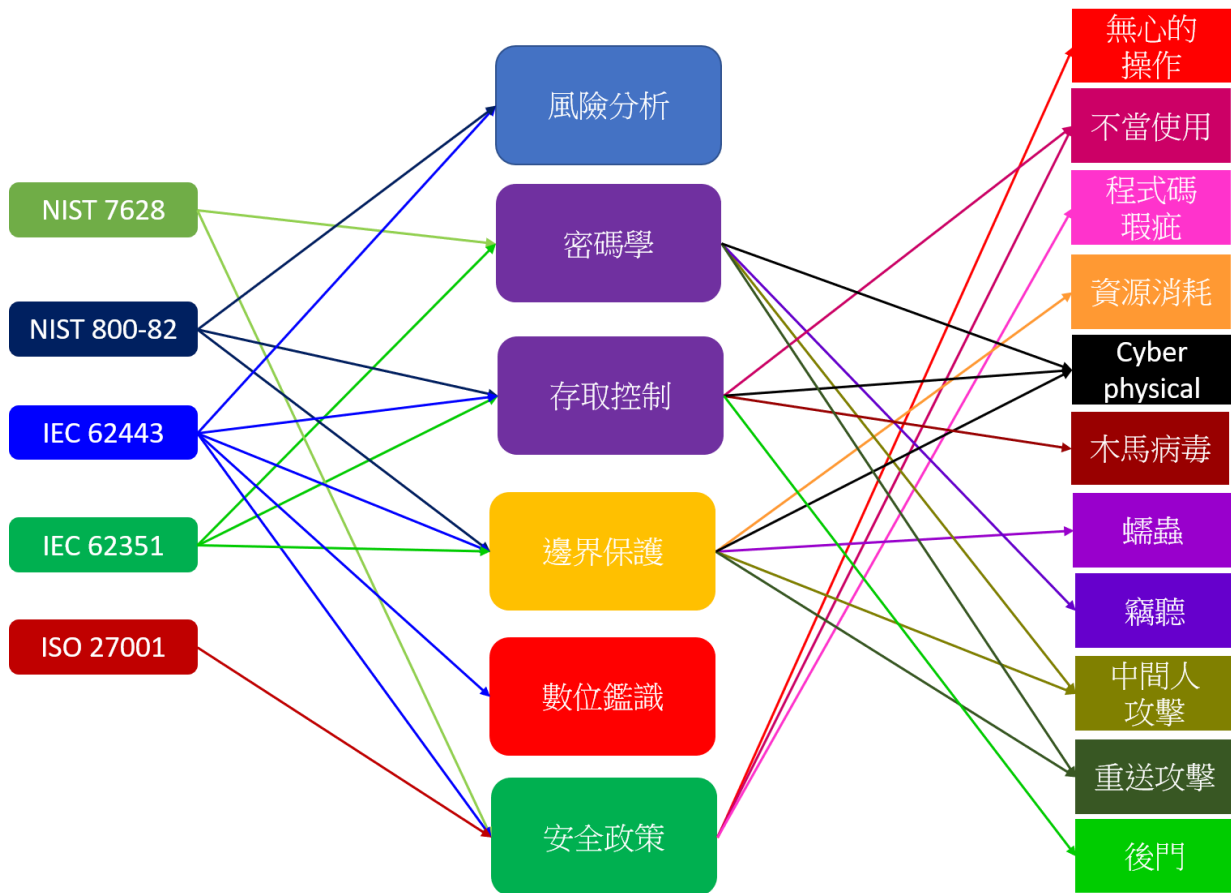 NIST 7628
NIST 800-82
IEC 62443
IEC 62351
ISO 27001
風險分析
密碼學
存取控制
邊界保護
數位鑑識
安全政策
無心的
操作
不當使用
程式碼
瑕疵
資源消耗
Cyber
physical
木馬病毒
蠕蟲
竊聽
中間人
攻擊
重送攻擊
後門